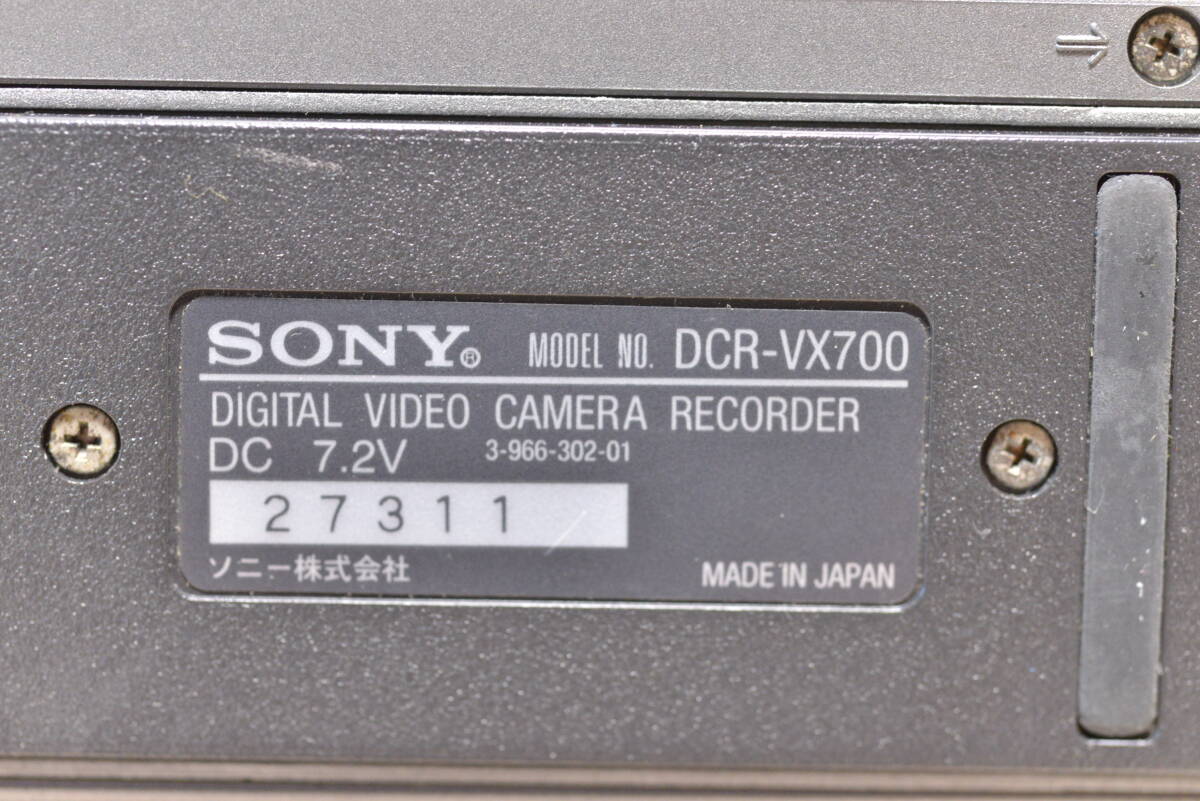 SONY® MODEL NO. DCR-VX700
DIGITAL VIDEO CAMERA RECORDER
DC 7.2V 3-966-302-01
27311
ソニー株式会社 MADE IN JAPAN